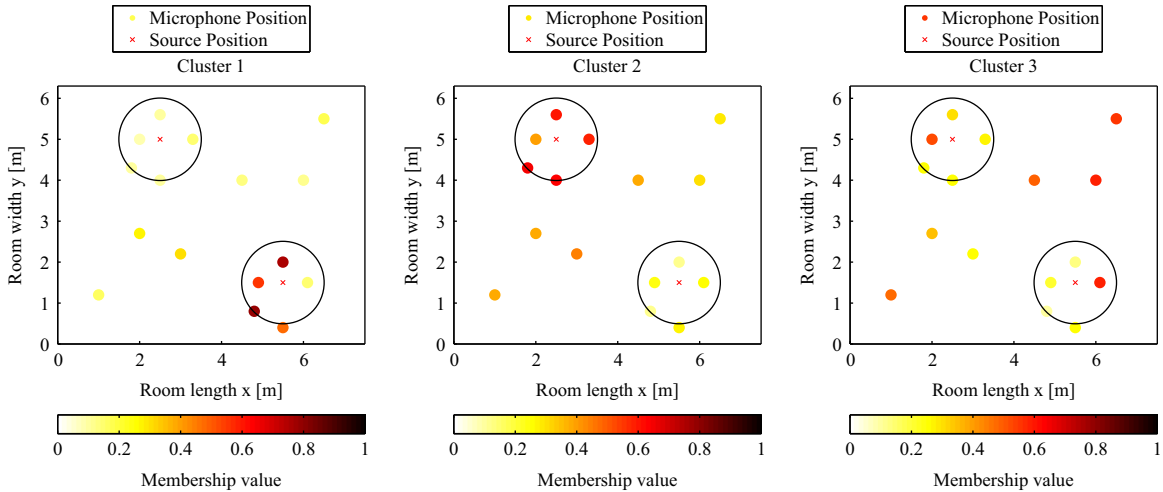 Microphone Position
Source Position
Cluster 1
6
5
4
3
2
1
0
Room width y [m]
0 2 4 6
Room length x [m]
0 0.2 0.4 0.6 0.8 1
Membership value
Microphone Position
Source Position
Cluster 2
6
5
4
3
2
1
0
Room width y [m]
0 2 4 6
Room length x [m]
0 0.2 0.4 0.6 0.8 1
Membership value
Microphone Position
Source Position
Cluster 3
6
5
4
3
2
1
0
Room width y [m]
0 2 4 6
Room length x [m]
0 0.2 0.4 0.6 0.8 1
Membership value